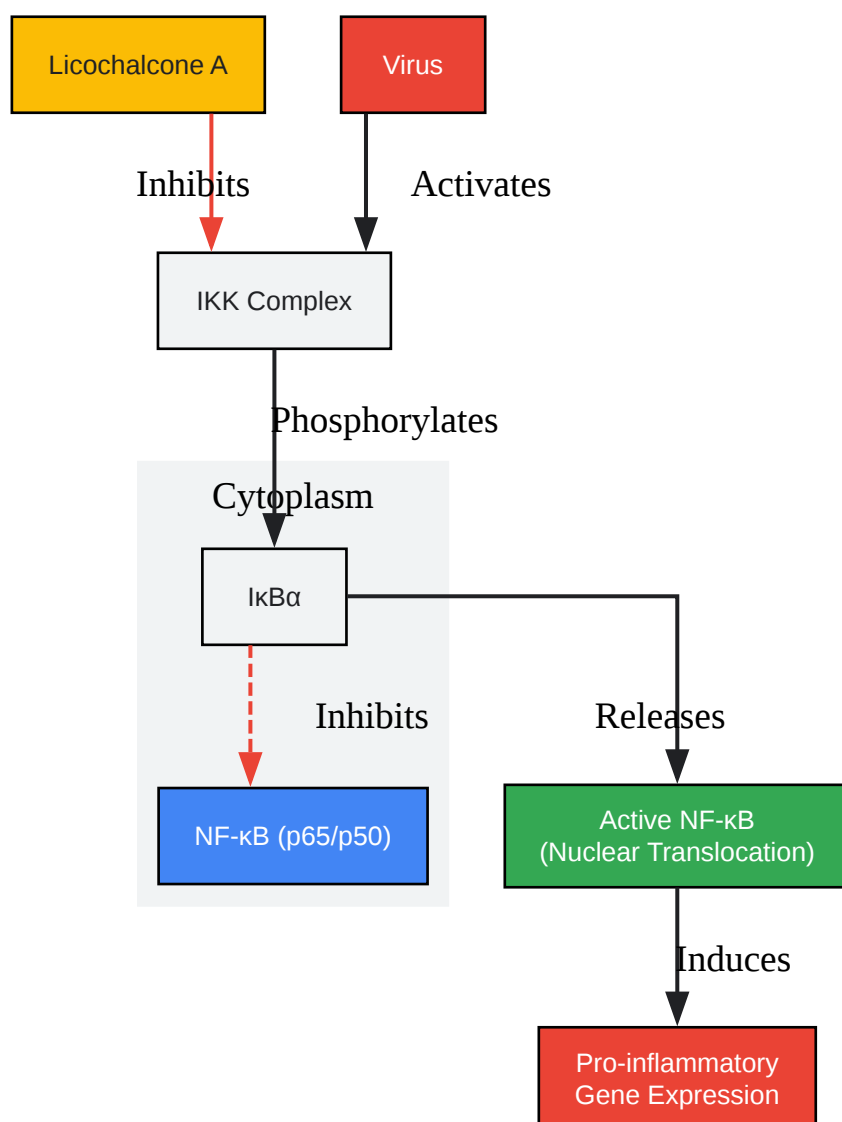 Licochalcone A
Virus
Inhibits
Activates
IKK Complex
Phosphorylates
Cytoplasm
IκBα
Inhibits
Releases
NF-κB (p65/p50)
Active NF-κB
(Nuclear Translocation)
Induces
Pro-inflammatory
Gene Expression